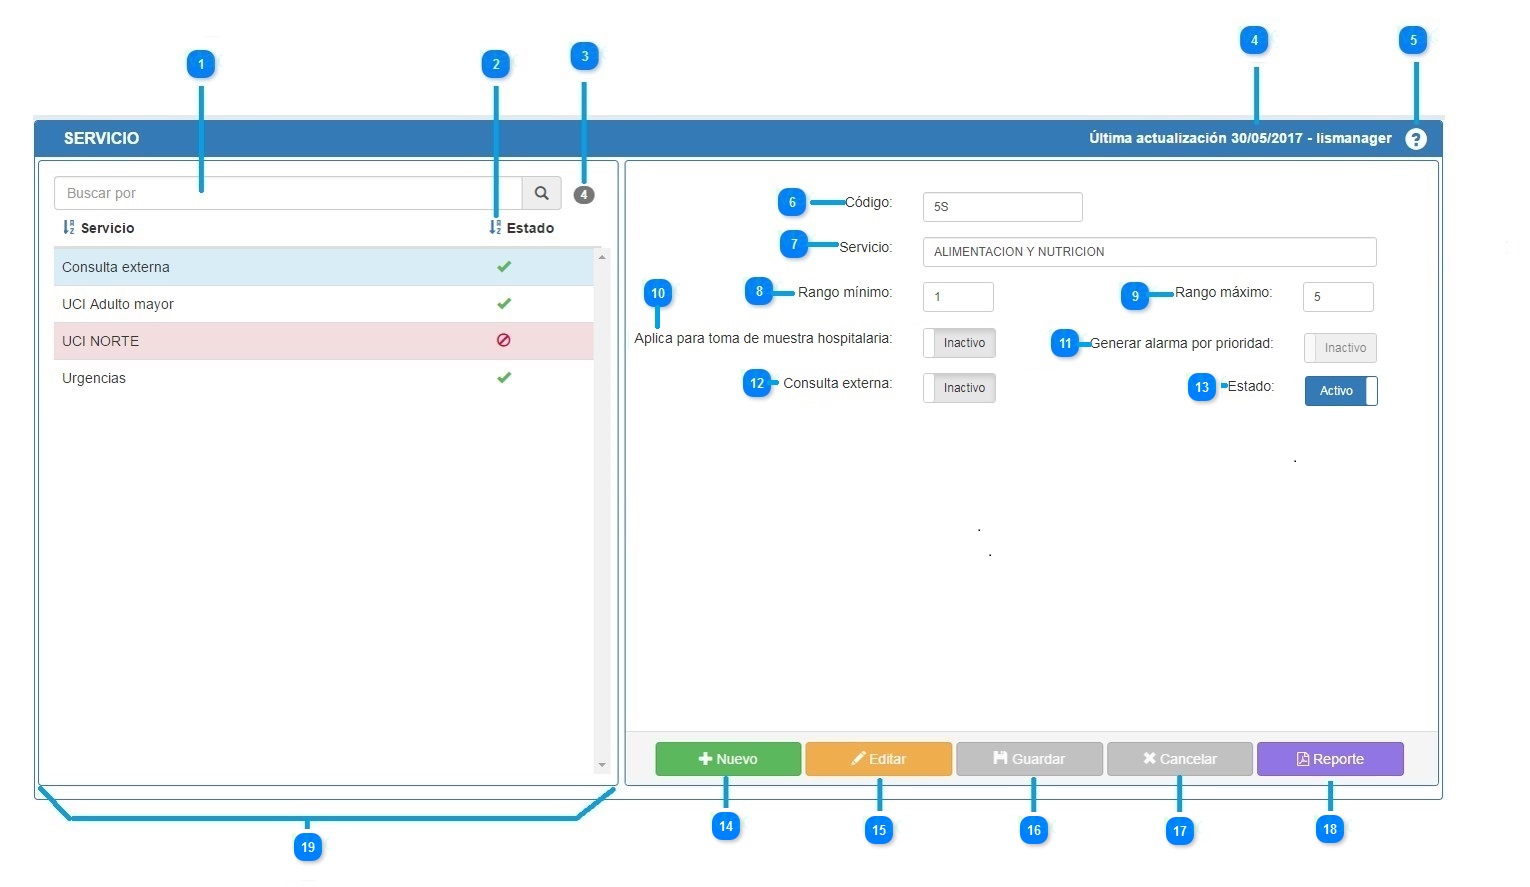 4
5
3
1
2
SERVICIO
Última actualización 30/05/2017 - lismanager ?
Buscar por
4
Servicio
Estado
Consulta externa
UCI Adulto mayor
UCI NORTE
Urgencias
6 Código: 5S
7 Servicio: ALIMENTACION Y NUTRICION
8 Rango mínimo: 1
9 Rango máximo: 5
10
Aplica para toma de muestra hospitalaria: Inactivo
11 Generar alarma por prioridad: Inactivo
12 Consulta externa: Inactivo
13 Estado: Activo
Nuevo
Editar
Guardar
Cancelar
Reporte
14
15
16
17
18
19